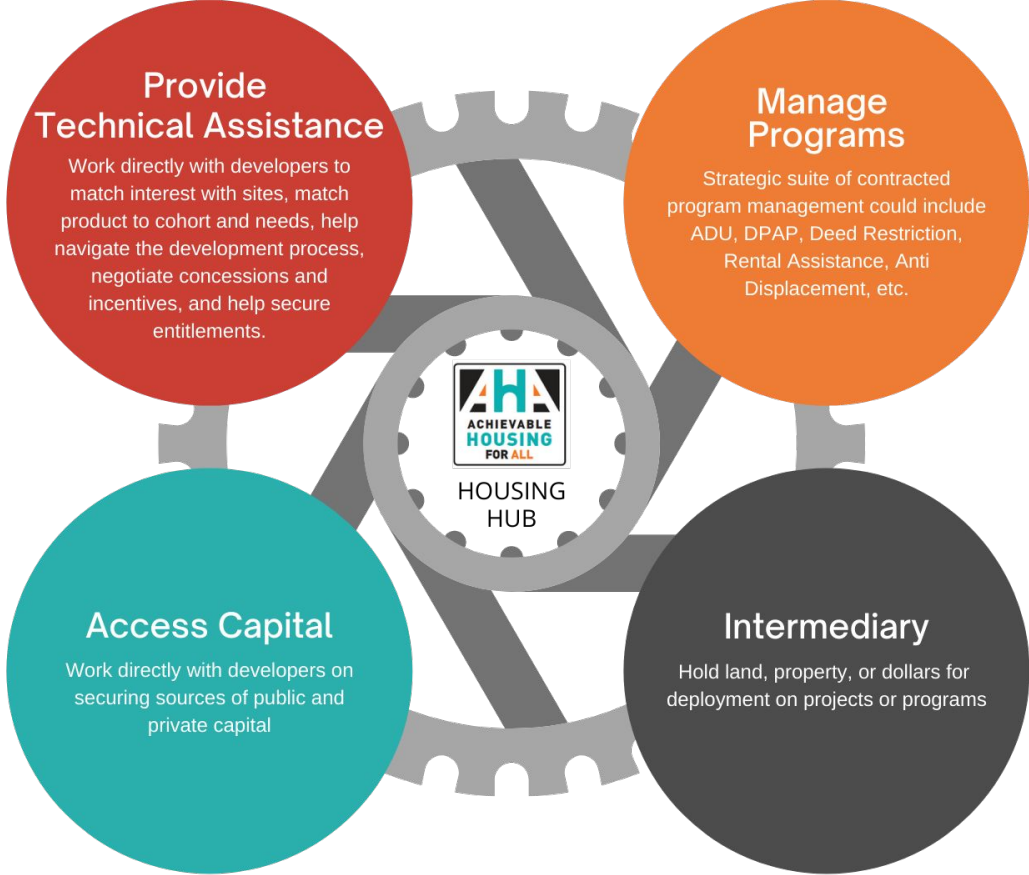 Provide
Technical Assistance
Work directly with developers to
match interest with sites, match
product to cohort and needs, help
navigate the development process,
negotiate concessions and
incentives, and help secure
entitlements.
Manage
Programs
Strategic suite of contracted
program management could include
ADU, DPAP, Deed Restriction,
Rental Assistance, Anti
Displacement, etc.
AHA
ACHIEVABLE
HOUSING
FOR ALL
HOUSING
HUB
Access Capital
Work directly with developers on
securing sources of public and
private capital
Intermediary
Hold land, property, or dollars for
deployment on projects or programs